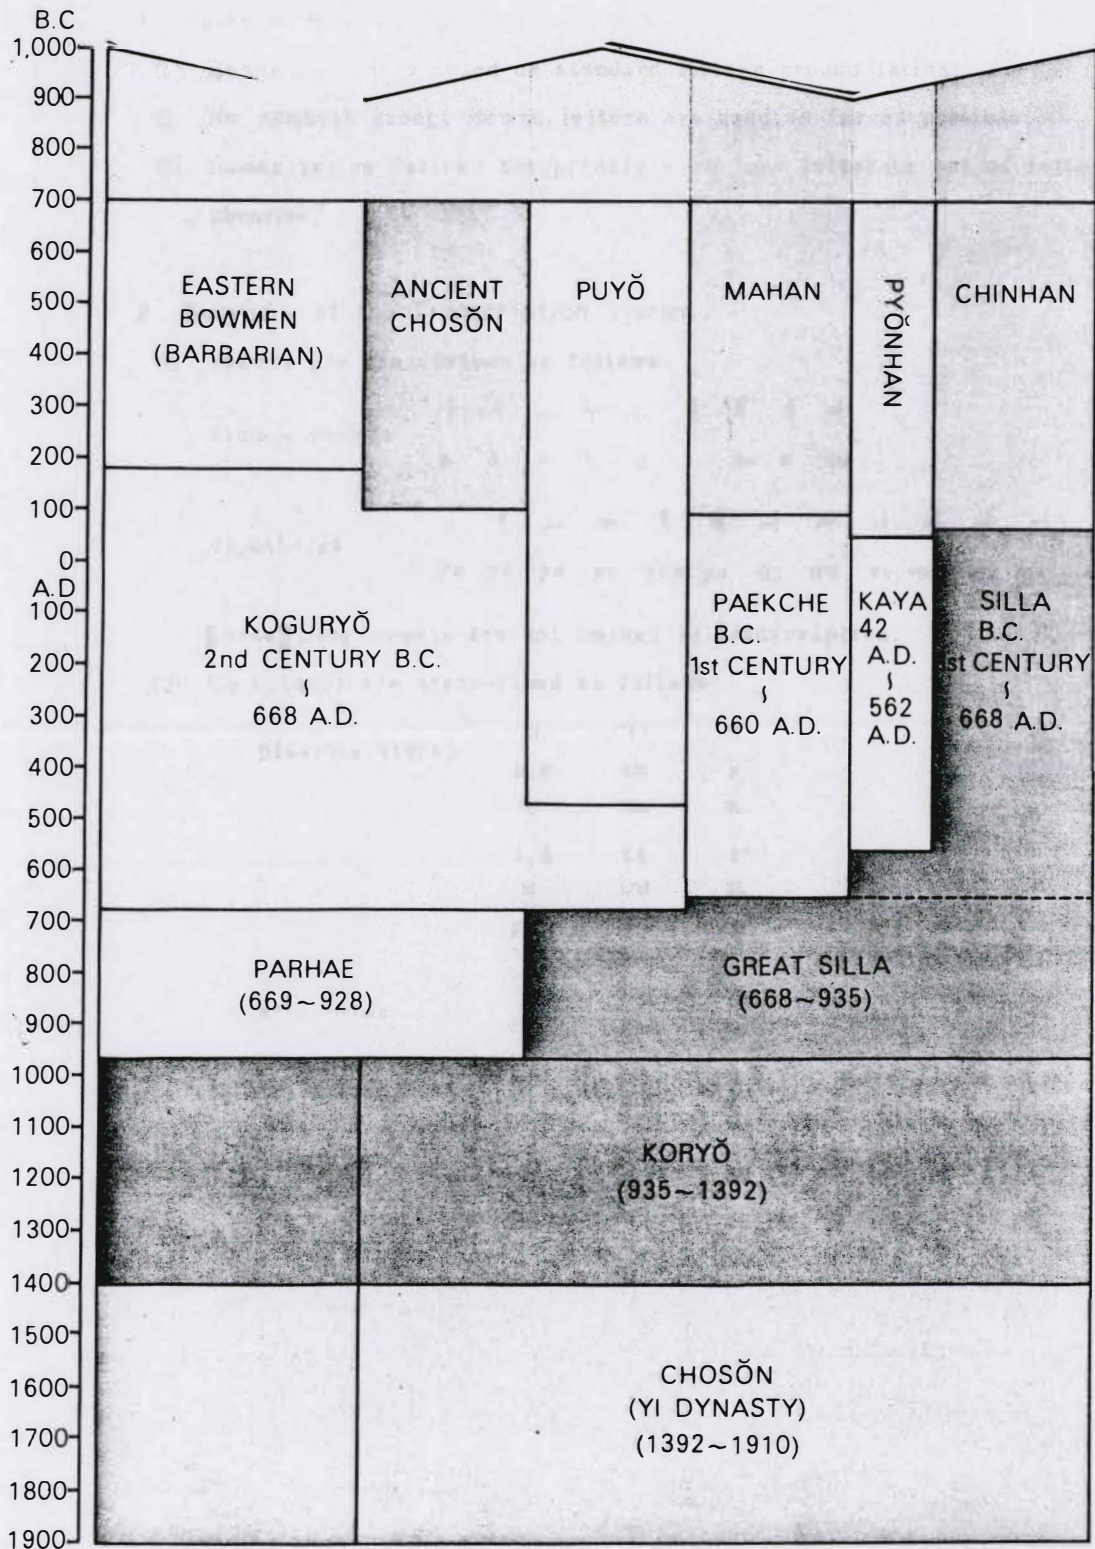 B.C
1,000
900
800
700
600
500
400
300
200
100
0
A.D
100
200
300
400
500
600
700
800
900
1000
1100
1200
1300
1400
1500
1600
1700
1800
1900
EASTERN
BOWMEN
(BARBARIAN)
ANCIENT
CHOSŎN
PUYŎ
MAHAN
PYŎNHAN
CHINHAN
KOGURYŎ
2nd CENTURY B.C.
~
668 A.D.
PAEKCHE
B.C.
1st CENTURY
~
660 A.D.
KAYA
42
A.D.
~
562
A.D.
SILLA
B.C.
1st CENTURY
~
668 A.D.
PARHAE
(669~928)
GREAT SILLA
(668~935)
KORYŎ
(935~1392)
CHOSŎN
(YI DYNASTY)
(1392~1910)